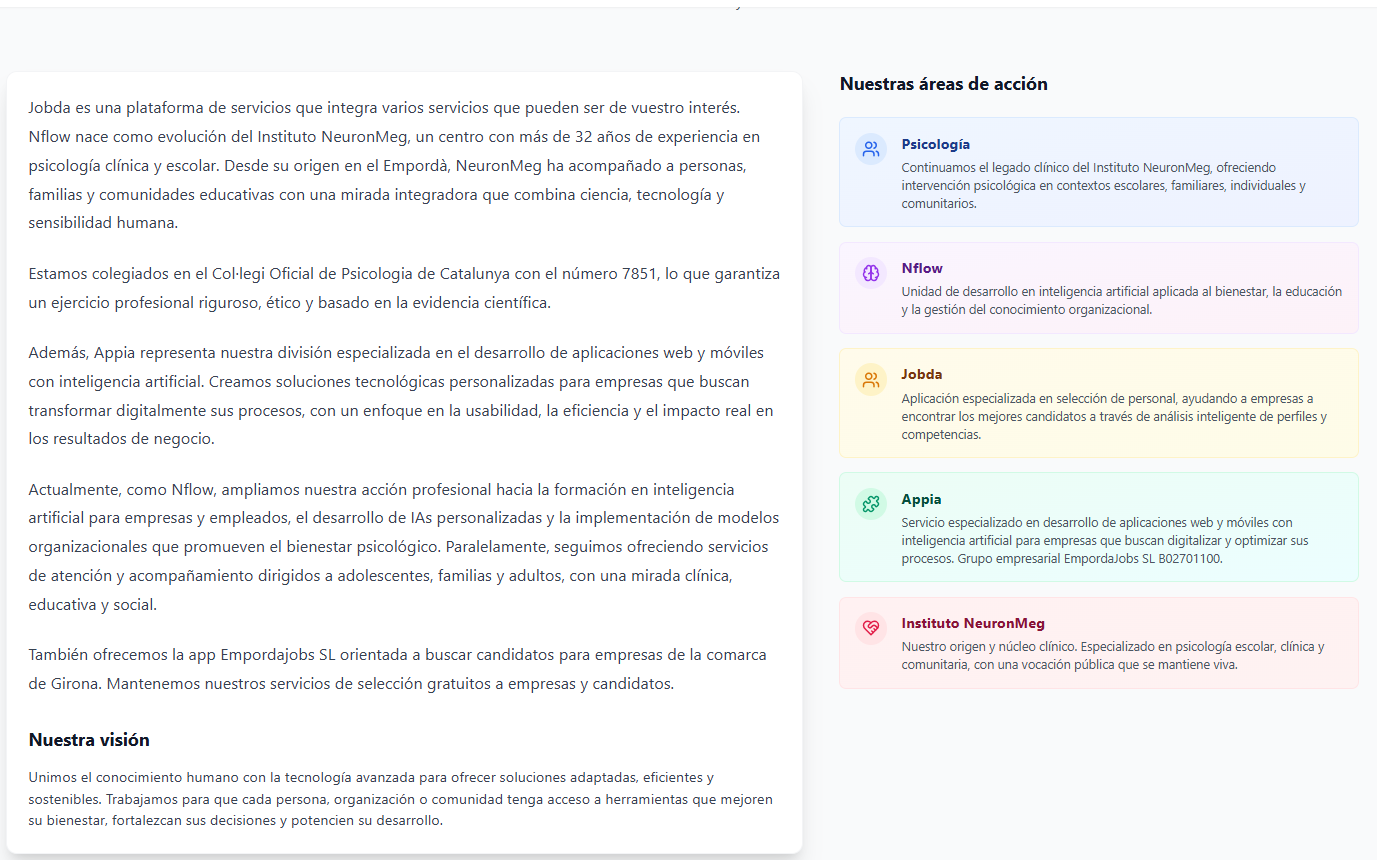 Jobda es una plataforma de servicios que integra varios servicios que pueden ser de vuestro interés.
Nflow nace como evolución del Instituto NeuronMeg, un centro con más de 32 años de experiencia en
psicología clínica y escolar. Desde su origen en el Empordà, NeuronMeg ha acompañado a personas,
familias y comunidades educativas con una mirada integradora que combina ciencia, tecnología y
sensibilidad humana.
Estamos colegiados en el Col·legi Oficial de Psicologia de Catalunya con el número 7851, lo que garantiza
un ejercicio profesional riguroso, ético y basado en la evidencia científica.
Además, Appia representa nuestra división especializada en el desarrollo de aplicaciones web y móviles
con inteligencia artificial. Creamos soluciones tecnológicas personalizadas para empresas que buscan
transformar digitalmente sus procesos, con un enfoque en la usabilidad, la eficiencia y el impacto real en
los resultados de negocio.
Actualmente, como Nflow, ampliamos nuestra acción profesional hacia la formación en inteligencia
artificial para empresas y empleados, el desarrollo de IAs personalizadas y la implementación de modelos
organizacionales que promueven el bienestar psicológico. Paralelamente, seguimos ofreciendo servicios
de atención y acompañamiento dirigidos a adolescentes, familias y adultos, con una mirada clínica,
educativa y social.
También ofrecemos la app Empordajobs SL orientada a buscar candidatos para empresas de la comarca
de Girona. Mantenemos nuestros servicios de selección gratuitos a empresas y candidatos.
Nuestra visión
Unimos el conocimiento humano con la tecnología avanzada para ofrecer soluciones adaptadas, eficientes y
sostenibles. Trabajamos para que cada persona, organización o comunidad tenga acceso a herramientas que mejoren
su bienestar, fortalezcan sus decisiones y potencien su desarrollo.
Nuestras áreas de acción
Psicología
Continuamos el legado clínico del Instituto NeuronMeg, ofreciendo
intervención psicológica en contextos escolares, familiares, individuales y
comunitarios.
Nflow
Unidad de desarrollo en inteligencia artificial aplicada al bienestar, la educación
y la gestión del conocimiento organizacional.
Jobda
Aplicación especializada en selección de personal, ayudando a empresas a
encontrar los mejores candidatos a través de análisis inteligente de perfiles y
competencias.
Appia
Servicio especializado en desarrollo de aplicaciones web y móviles con
inteligencia artificial para empresas que buscan digitalizar y optimizar sus
procesos. Grupo empresarial EmpordaJobs SL B02701100.
Instituto NeuronMeg
Nuestro origen y núcleo clínico. Especializado en psicología escolar, clínica y
comunitaria, con una vocación pública que se mantiene viva.